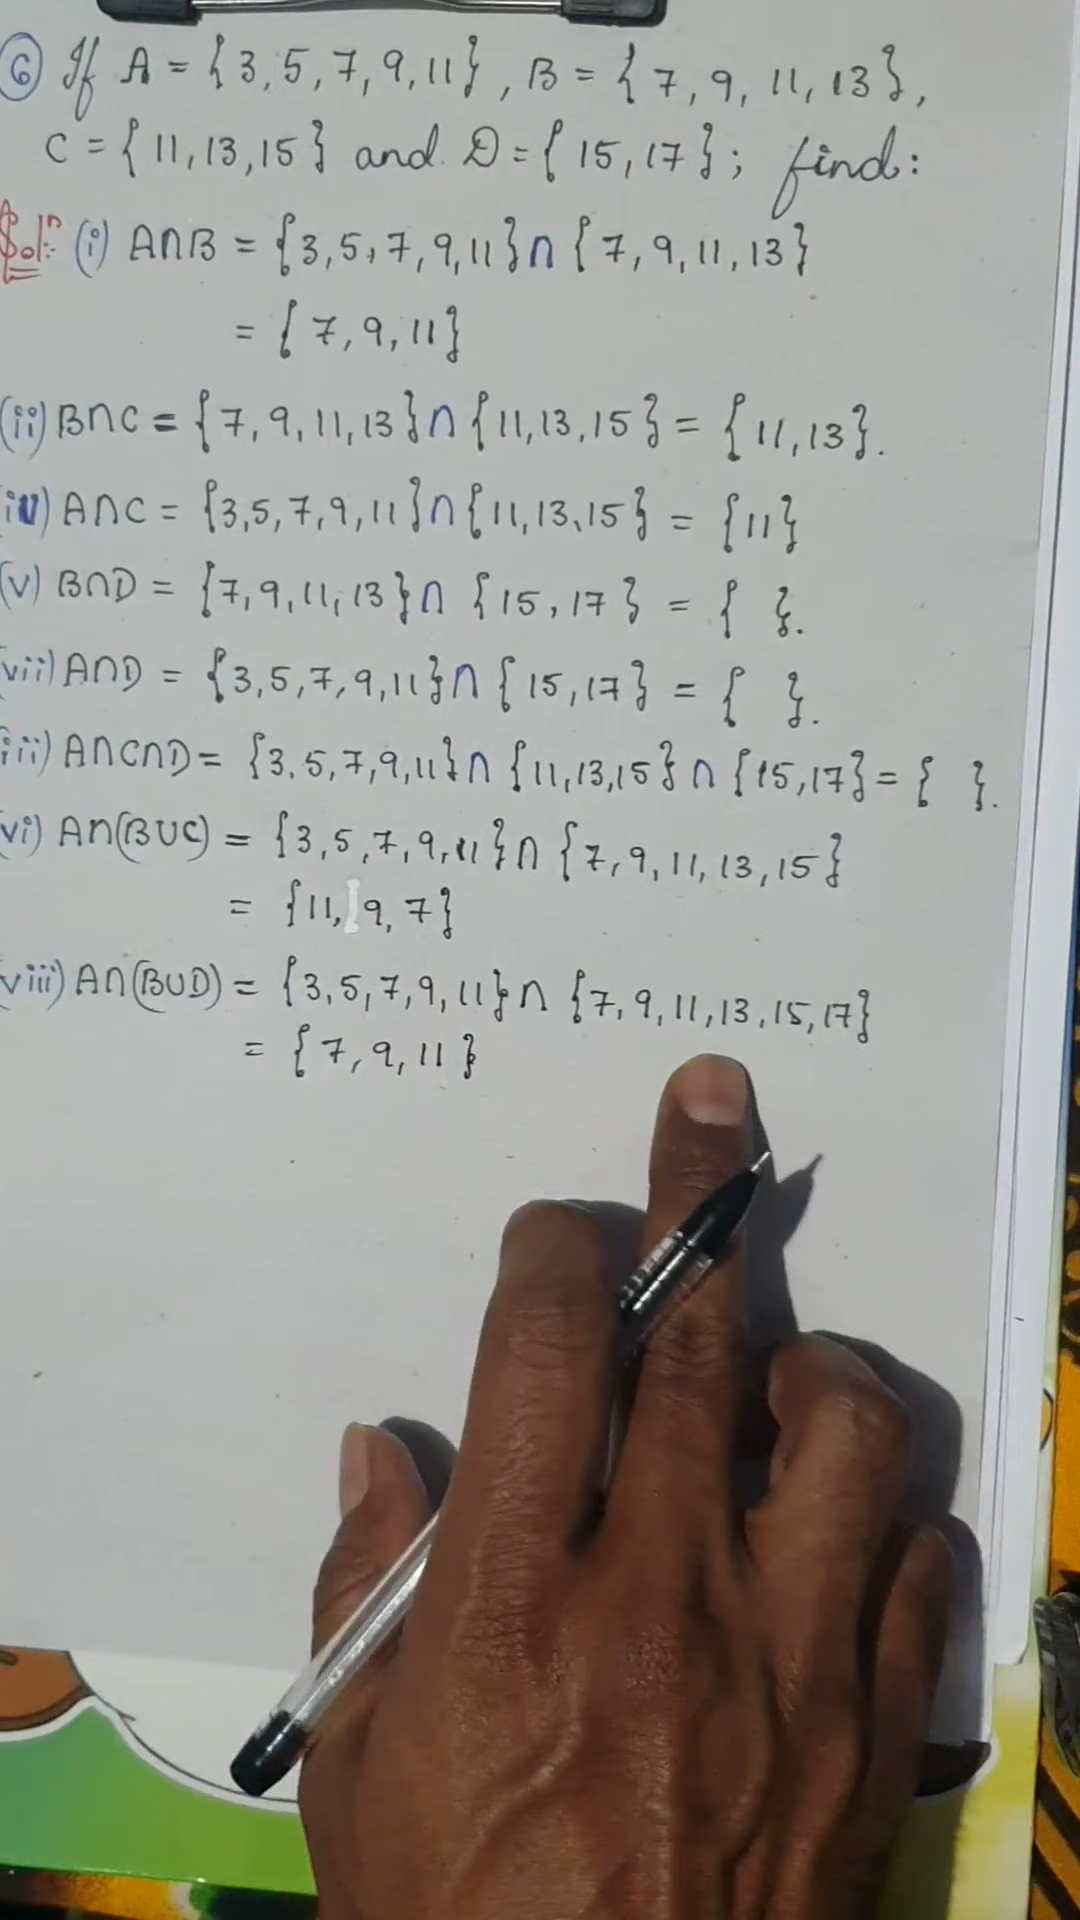 6 If A = {3, 5, 7, 9, 11}, B = {7, 9, 11, 13},
C = {11, 13, 15} and D = {15, 17}; find:
Solⁿ: (i) A∩B = {3, 5, 7, 9, 11} ∩ {7, 9, 11, 13}
= {7, 9, 11}
(ii) B∩C = {7, 9, 11, 13} ∩ {11, 13, 15} = {11, 13}.
iv) A∩C = {3, 5, 7, 9, 11} ∩ {11, 13, 15} = {11}
(v) B∩D = {7, 9, 11, 13} ∩ {15, 17} = { }.
vii) A∩D = {3, 5, 7, 9, 11} ∩ {15, 17} = { }.
iii) A∩C∩D = {3, 5, 7, 9, 11} ∩ {11, 13, 15} ∩ {15, 17} = { }.
vi) A∩(B∪C) = {3, 5, 7, 9, 11} ∩ {7, 9, 11, 13, 15}
= {11, 9, 7}
viii) A∩(B∪D) = {3, 5, 7, 9, 11} ∩ {7, 9, 11, 13, 15, 17}
= {7, 9, 11}